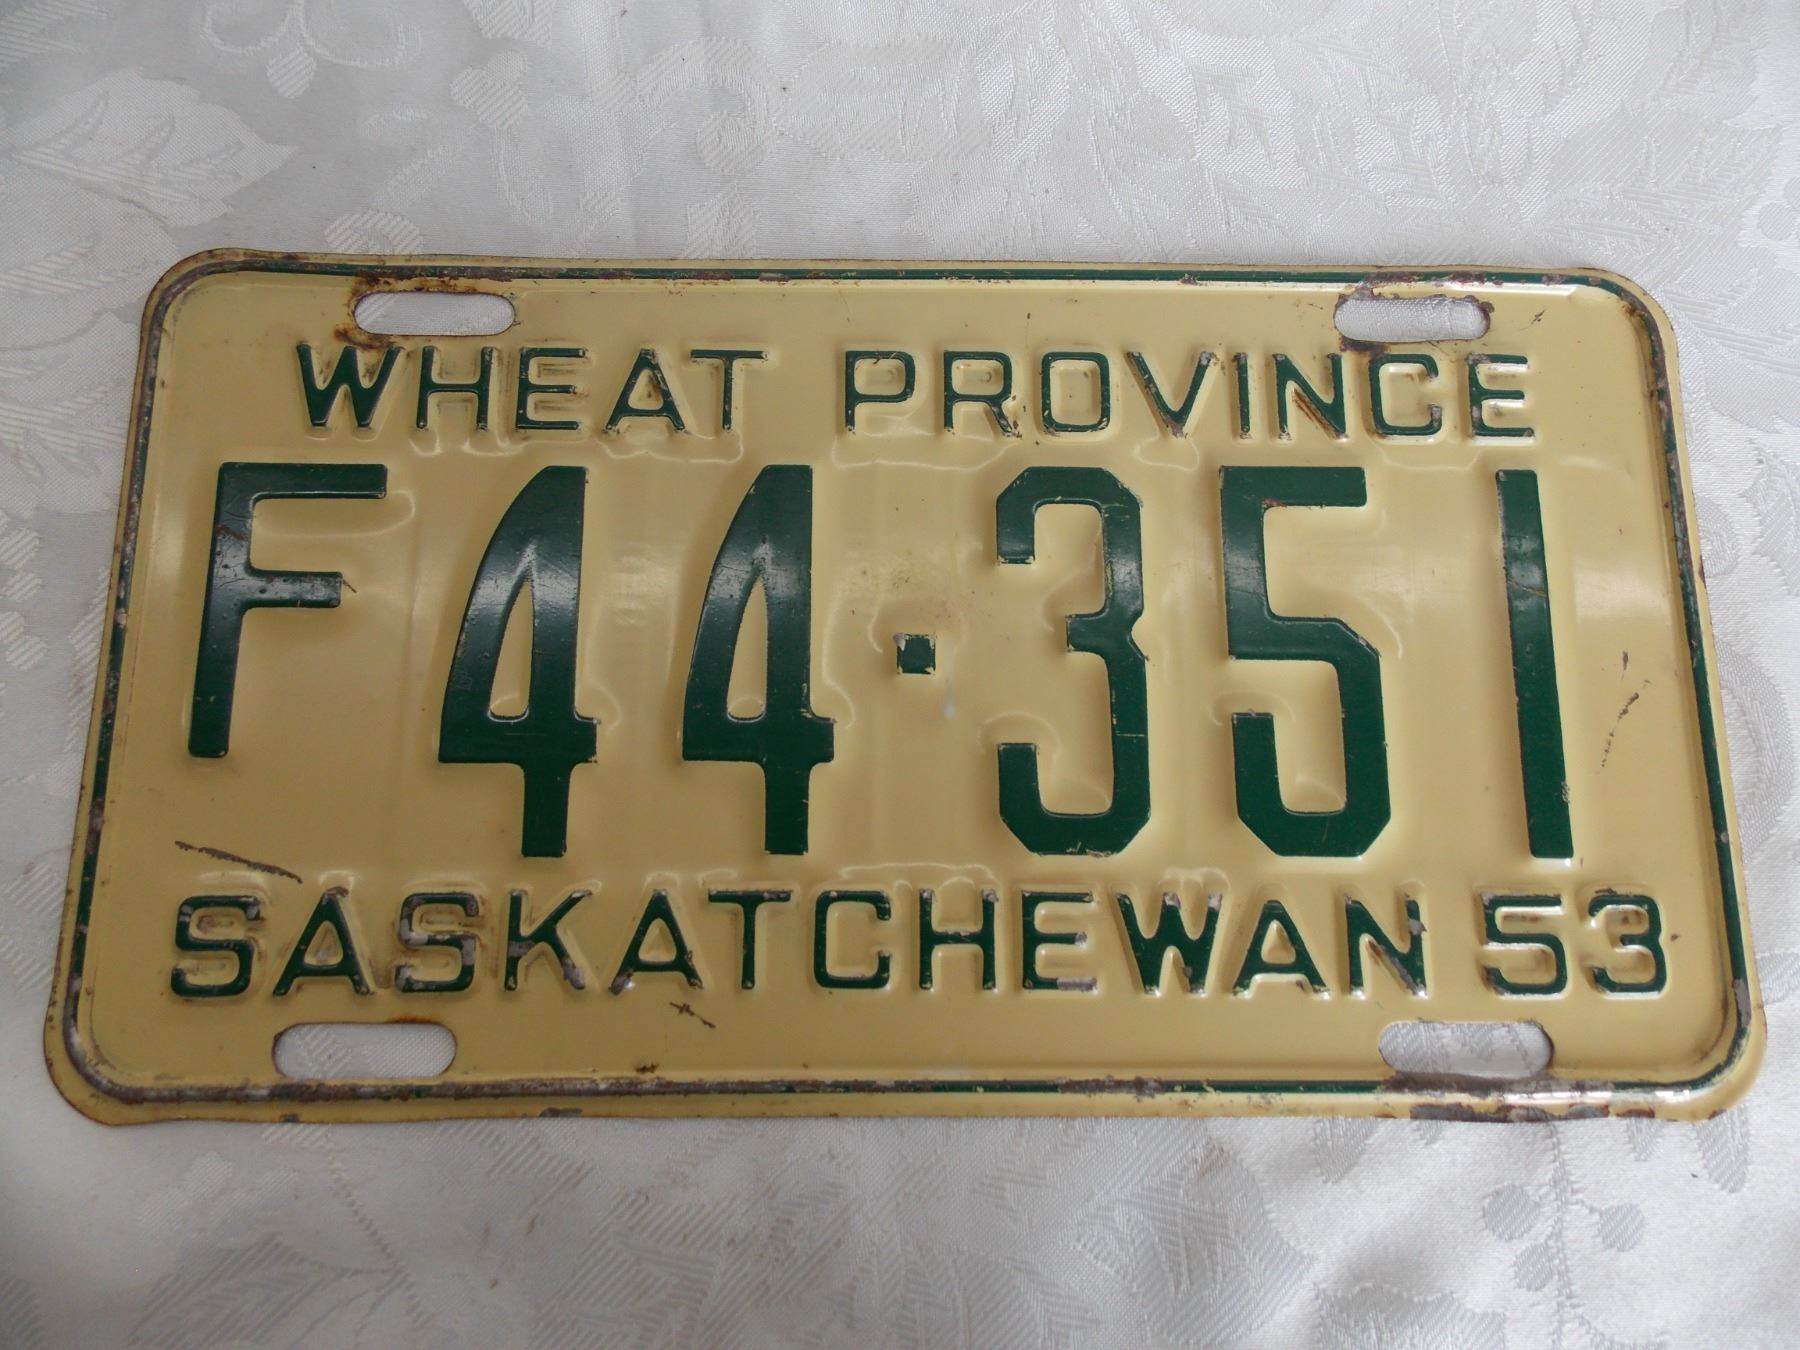 WHEAT PROVINCE
F44·351
SASKATCHEWAN 53